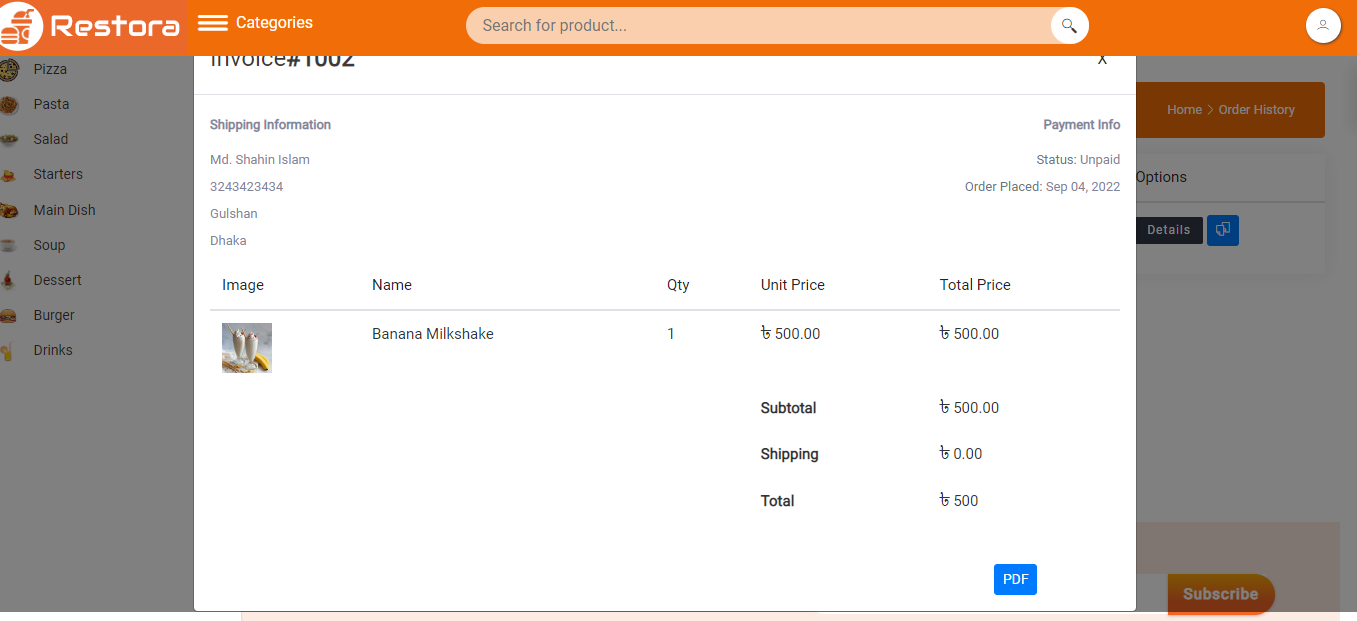 Restora
Categories
Search for product...
Pizza
Pasta
Salad
Starters
Main Dish
Soup
Dessert
Burger
Drinks
Invoice#1002
X
Home > Order History
Options
Details
Shipping Information
Payment Info
Md. Shahin Islam
Status: Unpaid
3243423434
Order Placed: Sep 04, 2022
Gulshan
Dhaka
Image Name Qty Unit Price Total Price
Banana Milkshake 1 ৳ 500.00 ৳ 500.00
Subtotal ৳ 500.00
Shipping ৳ 0.00
Total ৳ 500
PDF
Subscribe